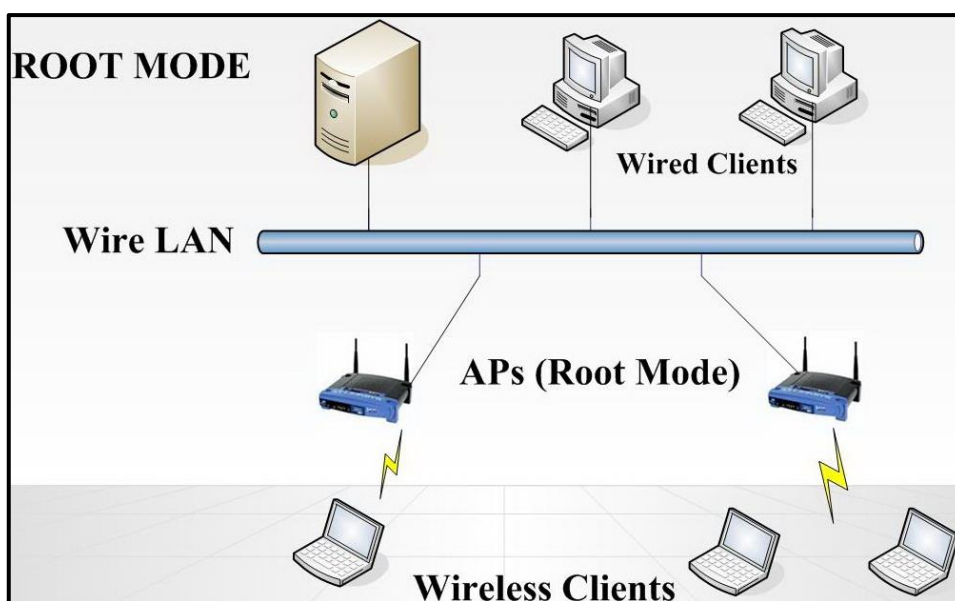 ROOT MODE
Wired Clients
Wire LAN
APs (Root Mode)
Wireless Clients